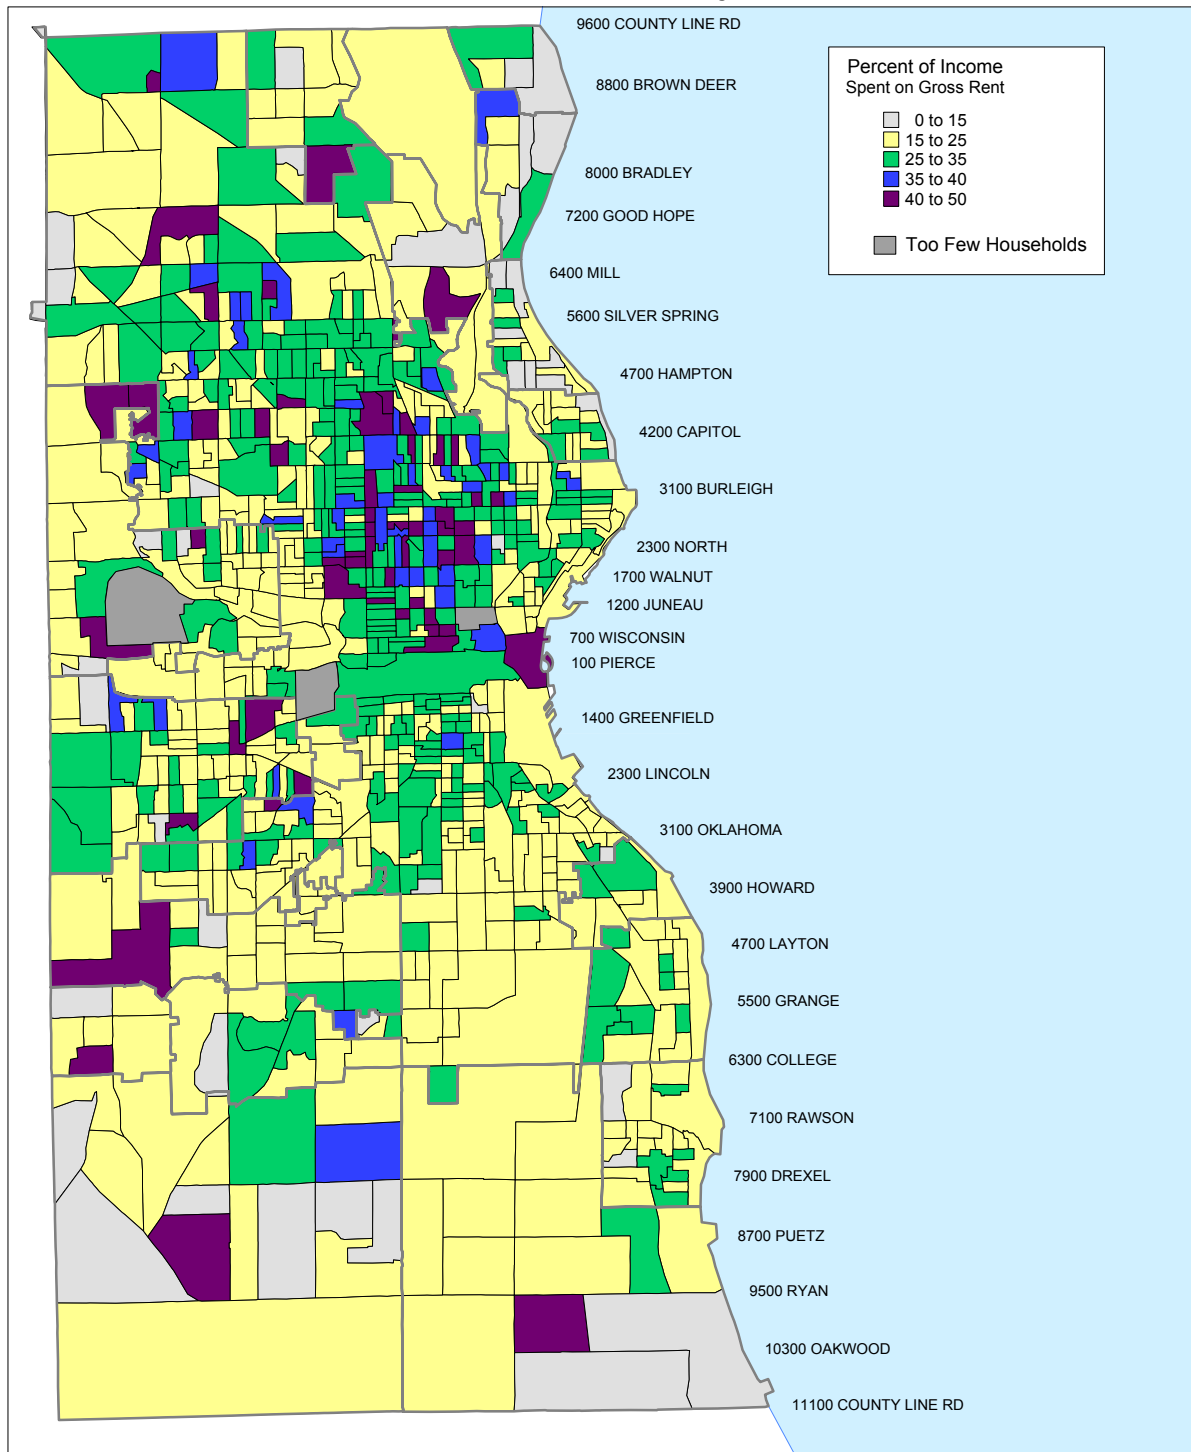 9600 COUNTY LINE RD
Percent of Income
Spent on Gross Rent
0 to 15
15 to 25
25 to 35
35 to 40
40 to 50
Too Few Households
8800 BROWN DEER
8000 BRADLEY
7200 GOOD HOPE
6400 MILL
5600 SILVER SPRING
4700 HAMPTON
4200 CAPITOL
3100 BURLEIGH
2300 NORTH
1700 WALNUT
1200 JUNEAU
700 WISCONSIN
100 PIERCE
1400 GREENFIELD
2300 LINCOLN
3100 OKLAHOMA
3900 HOWARD
4700 LAYTON
5500 GRANGE
6300 COLLEGE
7100 RAWSON
7900 DREXEL
8700 PUETZ
9500 RYAN
10300 OAKWOOD
11100 COUNTY LINE RD